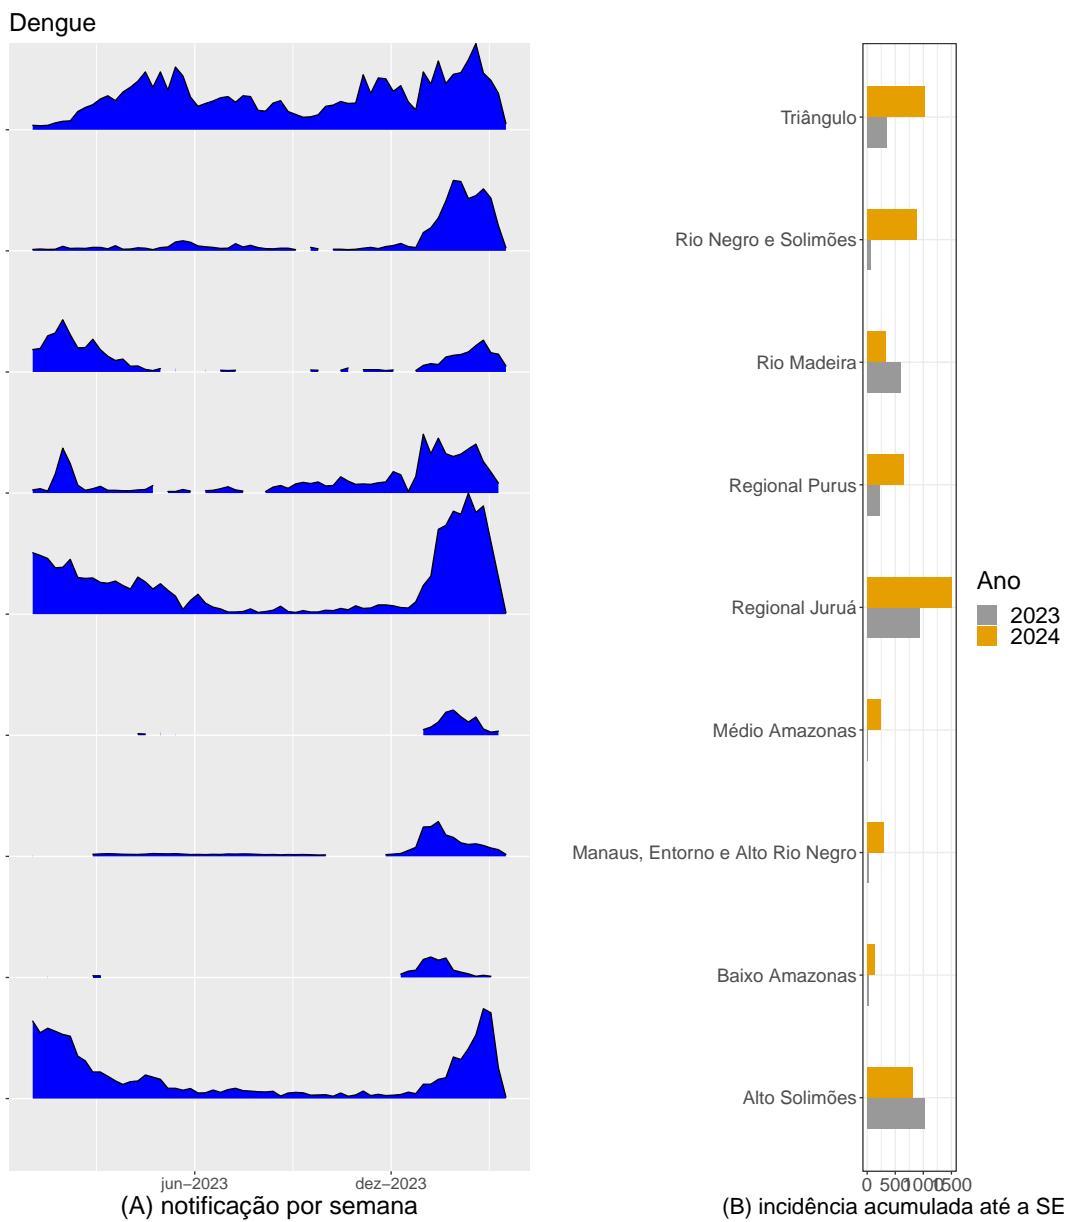 Dengue
Triângulo
Rio Negro e Solimões
Rio Madeira
Regional Purus
Regional Juruá
Médio Amazonas
Manaus, Entorno e Alto Rio Negro
Baixo Amazonas
Alto Solimões
Ano
2023
2024
jun−2023 dez−2023
0 500 1000 1500
(A) notificação por semana
(B) incidência acumulada até a SE